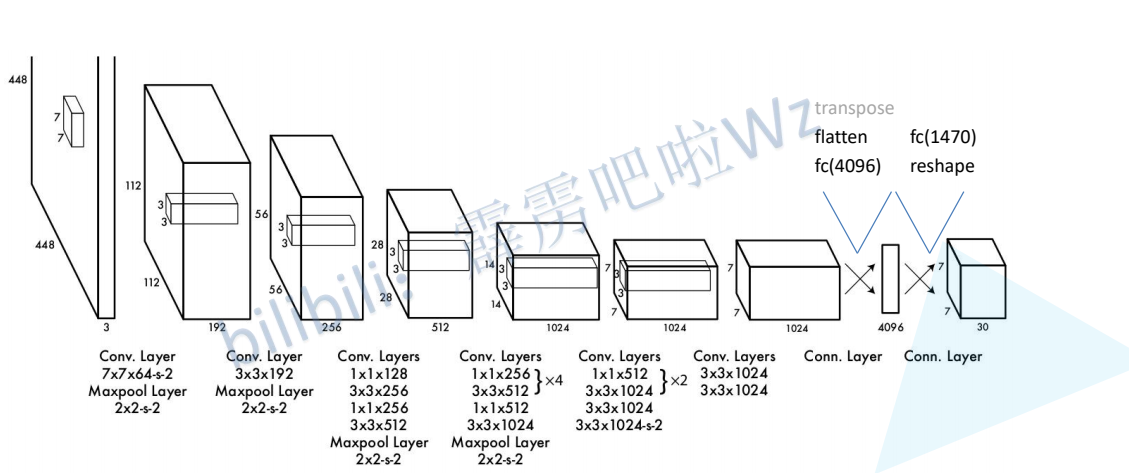 transpose
flatten
fc(4096)
fc(1470)
reshape
448
7
7
448
3
112
3
3
112
192
56
3
3
56
256
28
3
3
28
512
14
3
3
14
1024
7
3
3
7
1024
7
7
1024
4096
7
7
30
bilibili: 霹雳吧啦Wz
Conv. Layer
7x7x64-s-2
Maxpool Layer
2x2-s-2
Conv. Layer
3x3x192
Maxpool Layer
2x2-s-2
Conv. Layers
1x1x128
3x3x256
1x1x256
3x3x512
Maxpool Layer
2x2-s-2
Conv. Layers
1x1x256
3x3x512
}×4
1x1x512
3x3x1024
Maxpool Layer
2x2-s-2
Conv. Layers
1x1x512
3x3x1024
}×2
3x3x1024
3x3x1024-s-2
Conv. Layers
3x3x1024
3x3x1024
Conn. Layer
Conn. Layer